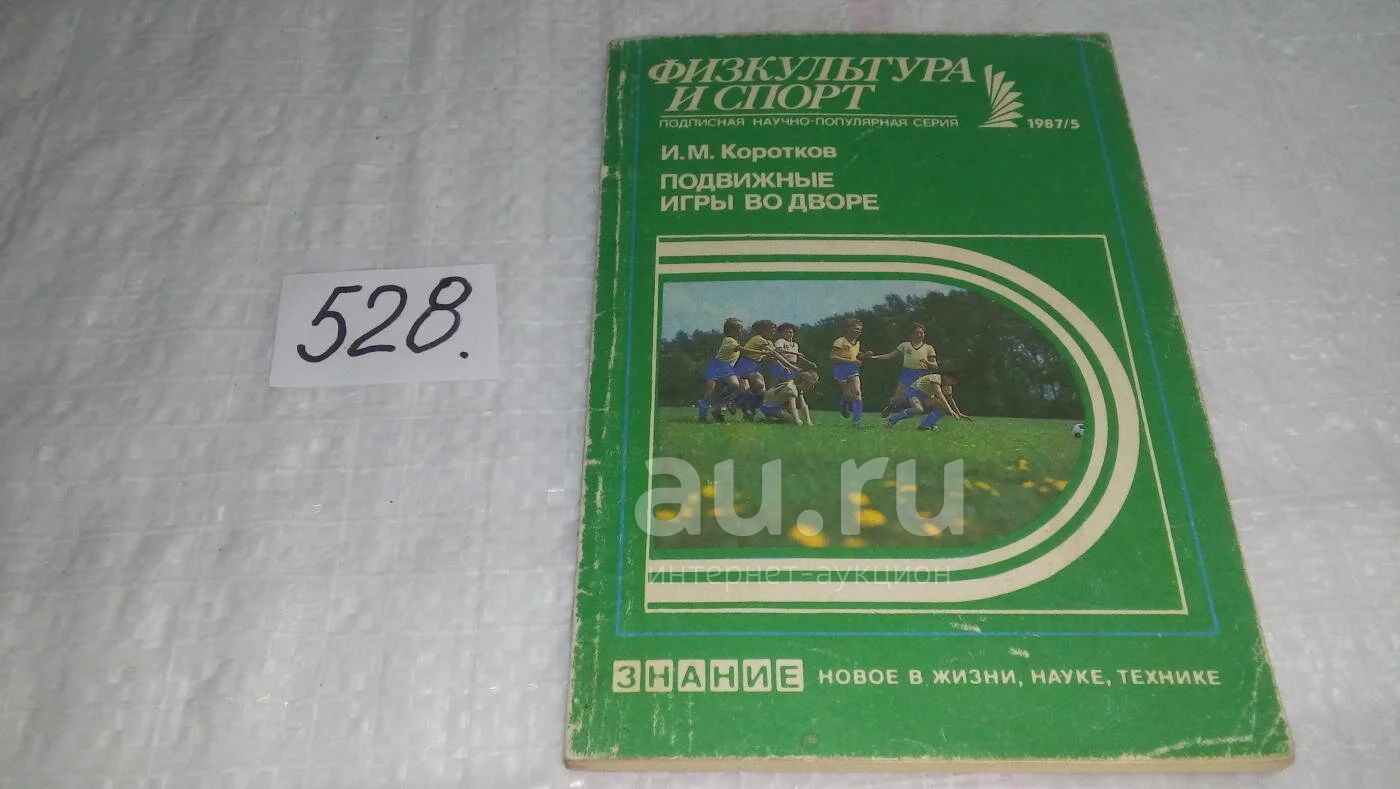 528.
ФИЗКУЛЬТУРА
И СПОРТ
ПОДПИСНАЯ НАУЧНО-ПОПУЛЯРНАЯ СЕРИЯ
1987/5
И.М. Коротков
ПОДВИЖНЫЕ
ИГРЫ ВО ДВОРЕ
au.ru
интернет-аукцион
ЗНАНИЕ НОВОЕ В ЖИЗНИ, НАУКЕ, ТЕХНИКЕ